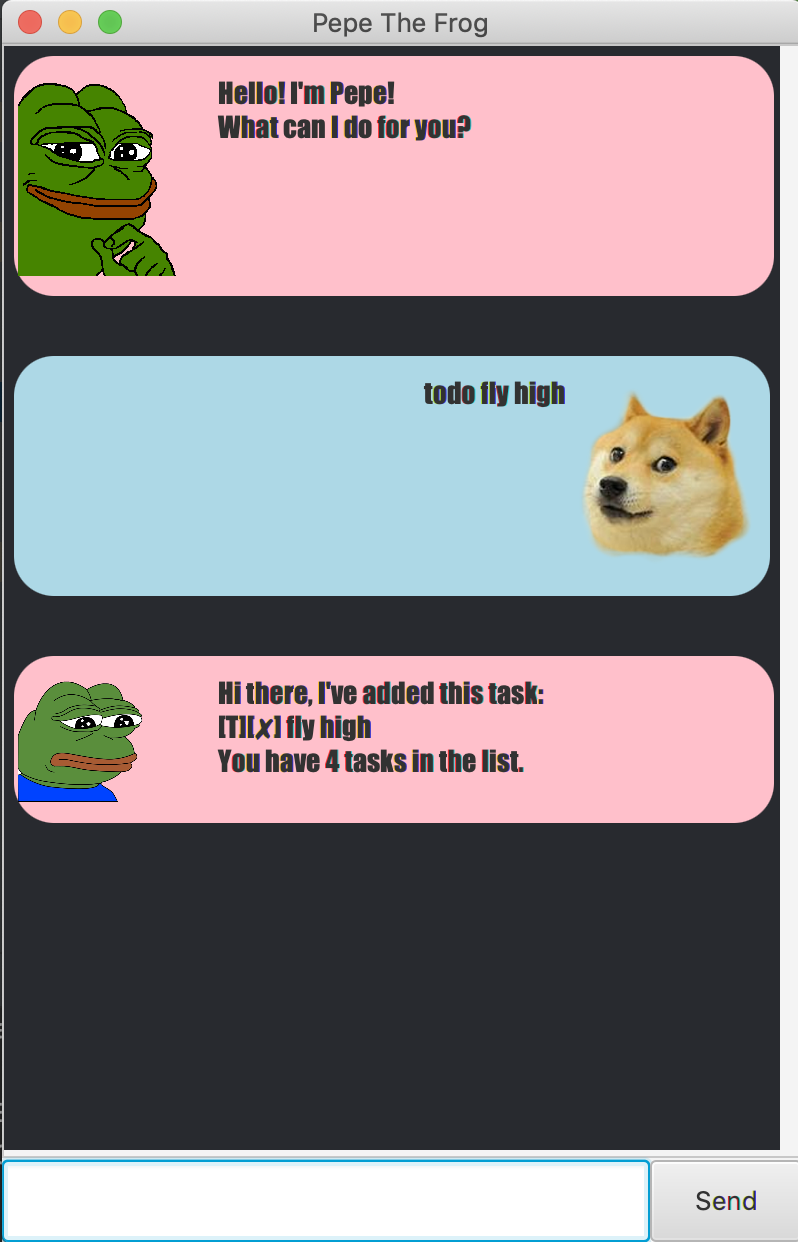 Pepe The Frog
Hello! I'm Pepe!
What can I do for you?
todo fly high
Hi there, I've added this task:
[T][✘] fly high
You have 4 tasks in the list.
Send